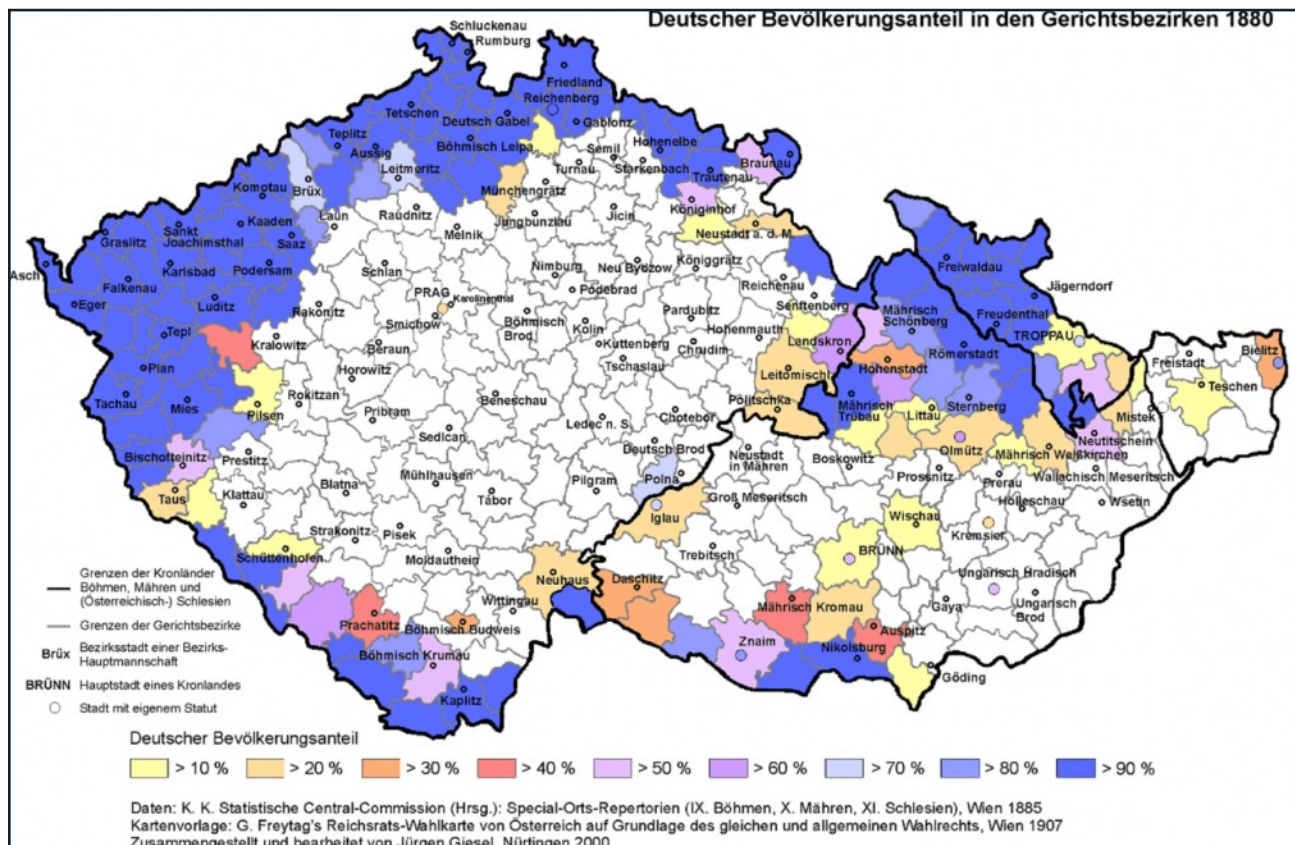 Deutscher Bevölkerungsanteil in den Gerichtsbezirken 1880
Schluckenau
Rumburg
Friedland
Reichenberg
Tetschen
Deutsch Gabel
Gablonz
Teplitz
Aussig
Böhmisch Leipa
Semil
Hohenelbe
Braunau
Leitmeritz
Turnau
Starkenbach
Trautenau
Komotau
Brüx
Münchengrätz
Königinhof
Laun
Raudnitz
Jicin
Kaaden
Jungbunzlau
Neustadt a. d. M.
Graslitz
Sankt
Joachimsthal
Saaz
Melnik
Asch
Karlsbad
Podersam
Schlan
Nimburg
Neu Bydzow
Königgrätz
Freiwaldau
Falkenau
Eger
Luditz
PRAG
Karolinenthal
Podebrad
Reichenau
Jägerndorf
Rakonitz
Smichow
Senftenberg
Tepl
Kralowitz
Böhmisch
Brod
Kolin
Pardubitz
Mährisch
Schönberg
Freudenthal
Beraun
Kuttenberg
Hohenmauth
Landskron
TROPPAU
Plan
Horowitz
Tschaslau
Chrudim
Römerstadt
Freistadt
Bielitz
Hohenstadt
Tachau
Mies
Rokitzan
Beneschau
Leitomischl
Teschen
Pilsen
Pribram
Chotebor
Politschka
Mährisch
Trübau
Littau
Sternberg
Mistek
Sedlcan
Ledec n. S.
Neutitschein
Bischofteinitz
Prestitz
Deutsch Brod
Neustadt
in Mähren
Boskowitz
Olmütz
Mährisch Weißkirchen
Mühlhausen
Polna
Prossnitz
Wallachisch Meseritsch
Taus
Klattau
Blatna
Tábor
Pilgram
Groß Meseritsch
Prerau
Holleschau
Wsetin
Iglau
Strakonitz
Pisek
Wischau
Kremsier
Schüttenhofen
Moldauthein
Trebitsch
BRÜNN
Neuhaus
Daschitz
Ungarisch Hradisch
Wittingau
Mährisch Kromau
Gaya
Ungarisch
Brod
Prachatitz
Böhmisch Budweis
Auspitz
Znaim
Böhmisch Krumau
Nikolsburg
Göding
Kaplitz
Grenzen der Kronländer
Böhmen, Mähren und
(Österreichisch-) Schlesien
Grenzen der Gerichtsbezirke
Brüx Bezirksstadt einer Bezirks-
Hauptmannschaft
BRÜNN Hauptstadt eines Kronlandes
Stadt mit eigenem Statut
Deutscher Bevölkerungsanteil
> 10 % > 20 % > 30 % > 40 % > 50 % > 60 % > 70 % > 80 % > 90 %
Daten: K. K. Statistische Central-Commission (Hrsg.): Special-Orts-Repertorien (IX. Böhmen, X. Mähren, XI. Schlesien), Wien 1885
Kartenvorlage: G. Freytag's Reichsrats-Wahlkarte von Österreich auf Grundlage des gleichen und allgemeinen Wahlrechts, Wien 1907
Zusammengestellt und bearbeitet von Jürgen Giesel, Nürtingen 2000